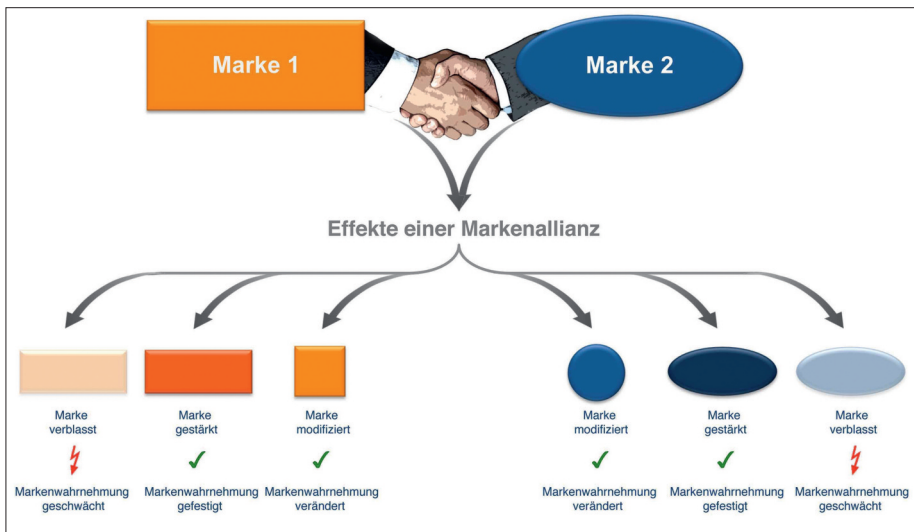 Marke 1
Marke 2
Effekte einer Markenallianz
Marke
verblasst
Marke
gestärkt
Marke
modifiziert
Marke
modifiziert
Marke
gestärkt
Marke
verblasst
Markenwahrnehmung
geschwächt
Markenwahrnehmung
gefestigt
Markenwahrnehmung
verändert
Markenwahrnehmung
verändert
Markenwahrnehmung
gefestigt
Markenwahrnehmung
geschwächt